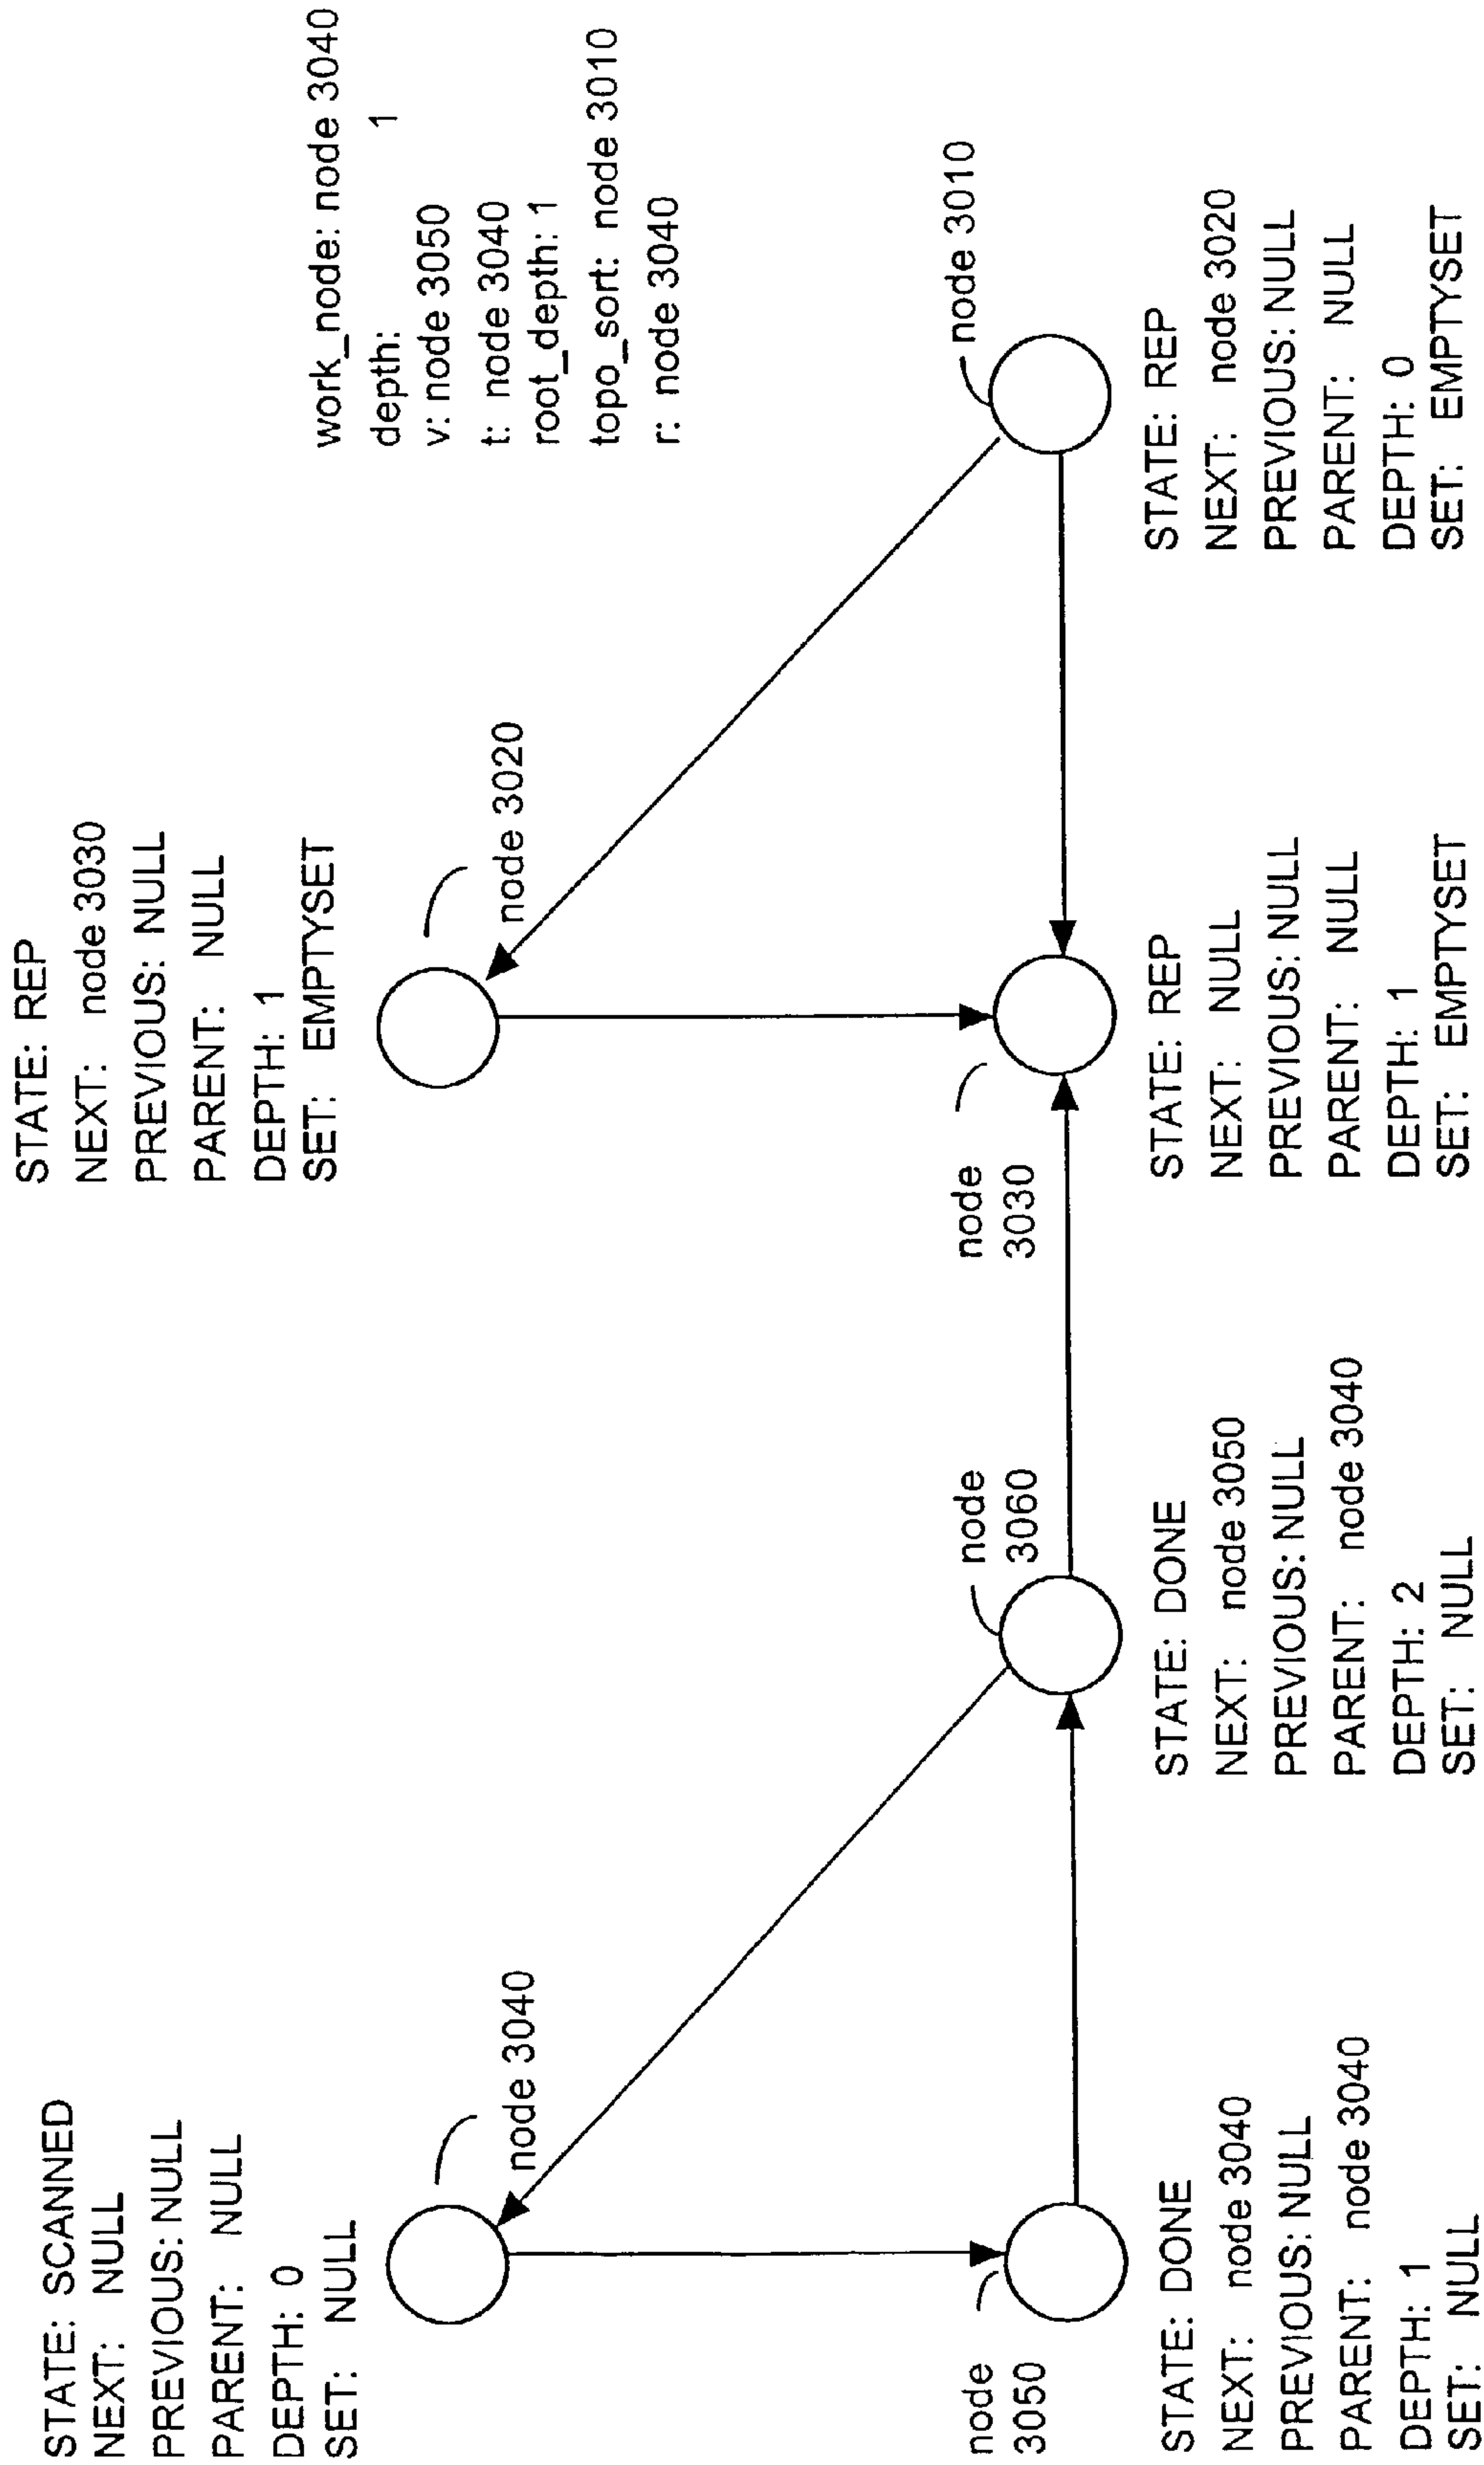 STATE: SCANNED
NEXT: NULL
PREVIOUS: NULL
PARENT: NULL
DEPTH: 0
SET: NULL
node 3040
STATE: REP
NEXT: node 3030
PREVIOUS: NULL
PARENT: NULL
DEPTH: 1
SET: EMPTYSET
node 3020
work_node: node 3040
depth: 1
v: node 3050
t: node 3040
root_depth: 1
topo_sort: node 3010
r: node 3040
node
3050
STATE: DONE
NEXT: node 3040
PREVIOUS: NULL
PARENT: node 3040
DEPTH: 1
SET: NULL
node
3060
STATE: DONE
NEXT: node 3050
PREVIOUS: NULL
PARENT: node 3040
DEPTH: 2
SET: NULL
node
3030
STATE: REP
NEXT: NULL
PREVIOUS: NULL
PARENT: NULL
DEPTH: 1
SET: EMPTYSET
node 3010
STATE: REP
NEXT: node 3020
PREVIOUS: NULL
PARENT: NULL
DEPTH: 0
SET: EMPTYSET